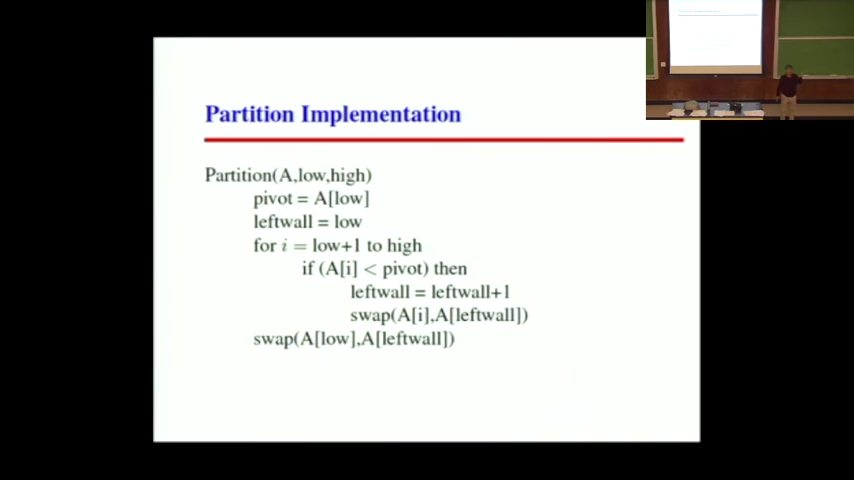 Partition Implementation
Partition(A,low,high)
pivot = A[low]
leftwall = low
for i = low+1 to high
if (A[i] < pivot) then
leftwall = leftwall+1
swap(A[i],A[leftwall])
swap(A[low],A[leftwall])